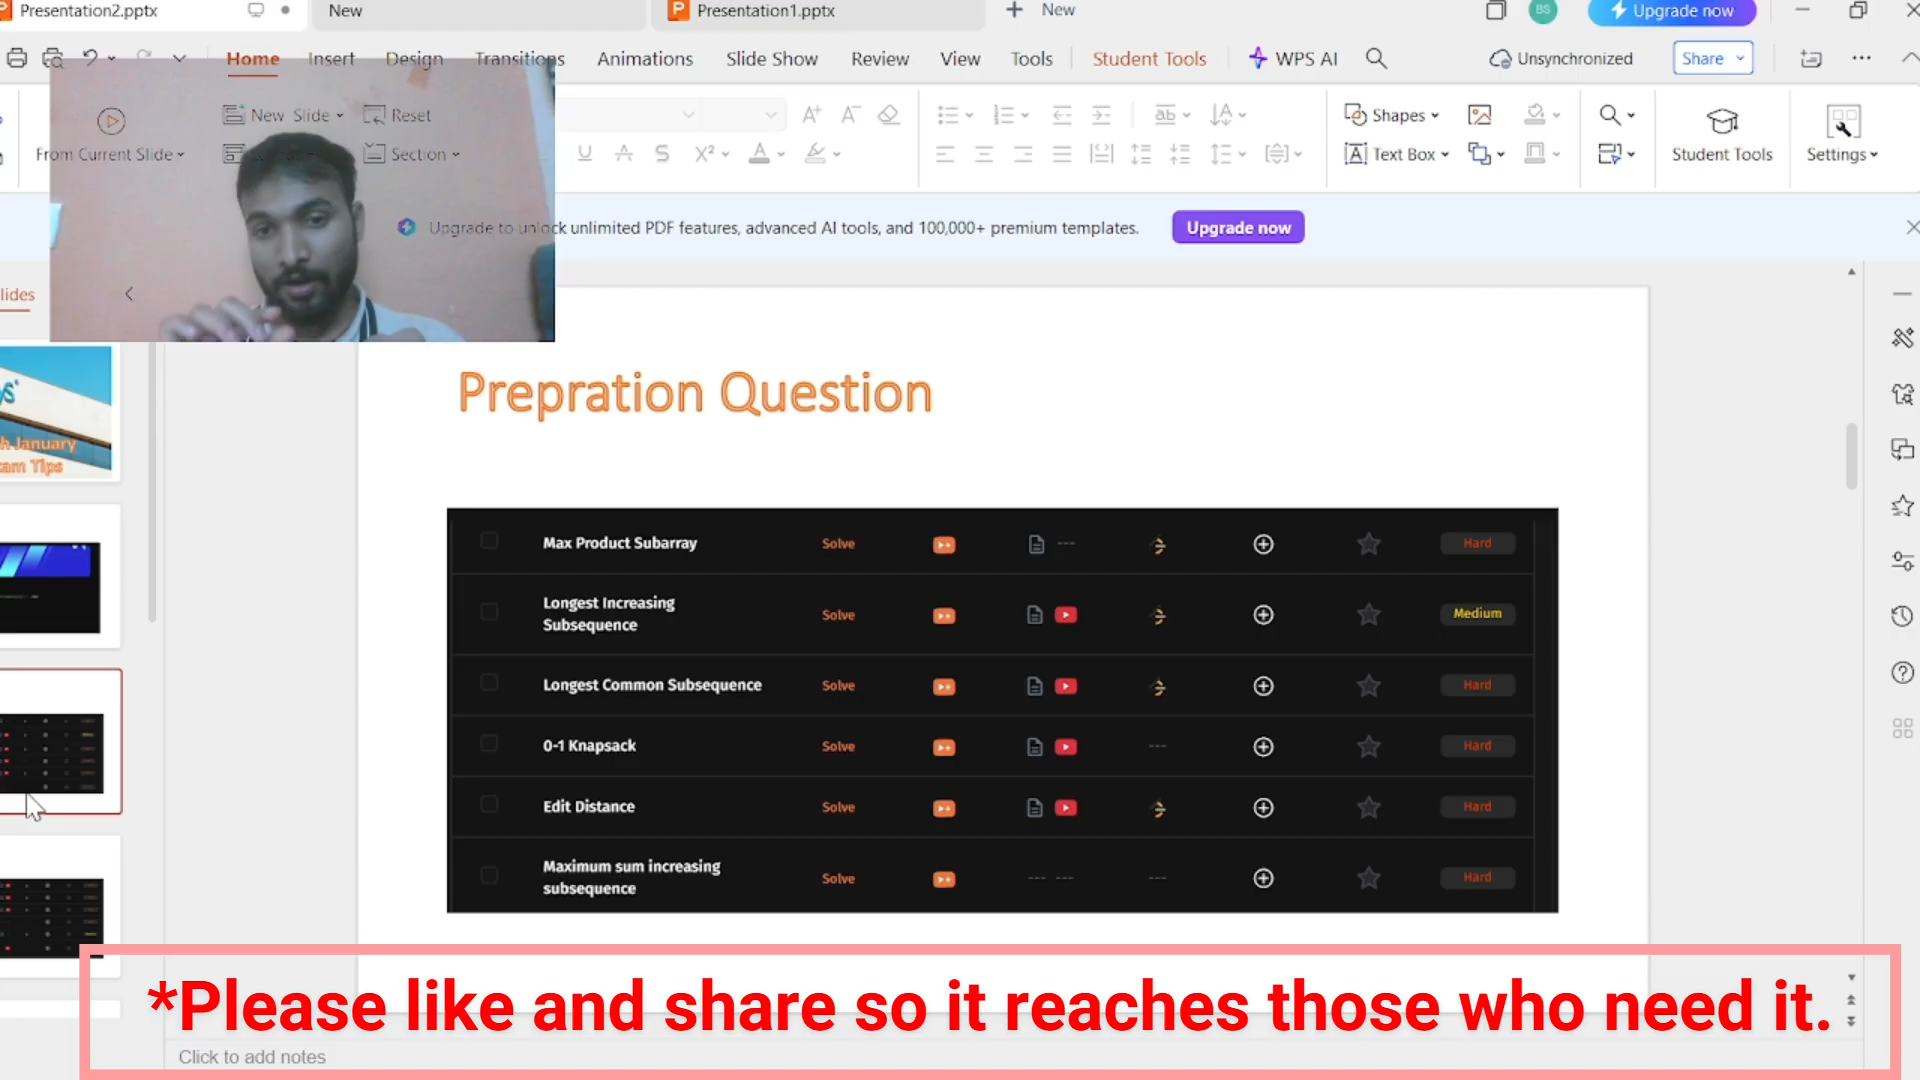 Presentation2.pptx
New
Presentation1.pptx
New
BS
Upgrade now
Home
Insert
Design
Transitions
Animations
Slide Show
Review
View
Tools
Student Tools
WPS AI
Unsynchronized
Share
From Current Slide
New Slide
Reset
Section
Shapes
Text Box
Student Tools
Settings
Upgrade to unlock unlimited PDF features, advanced AI tools, and 100,000+ premium templates.
Upgrade now
lides
h January
am Tips
Prepration Question
Max Product Subarray Solve --- Hard
Longest Increasing
Subsequence Solve Medium
Longest Common Subsequence Solve Hard
0-1 Knapsack Solve --- Hard
Edit Distance Solve Hard
Maximum sum increasing
subsequence Solve --- --- --- Hard
*Please like and share so it reaches those who need it.
Click to add notes